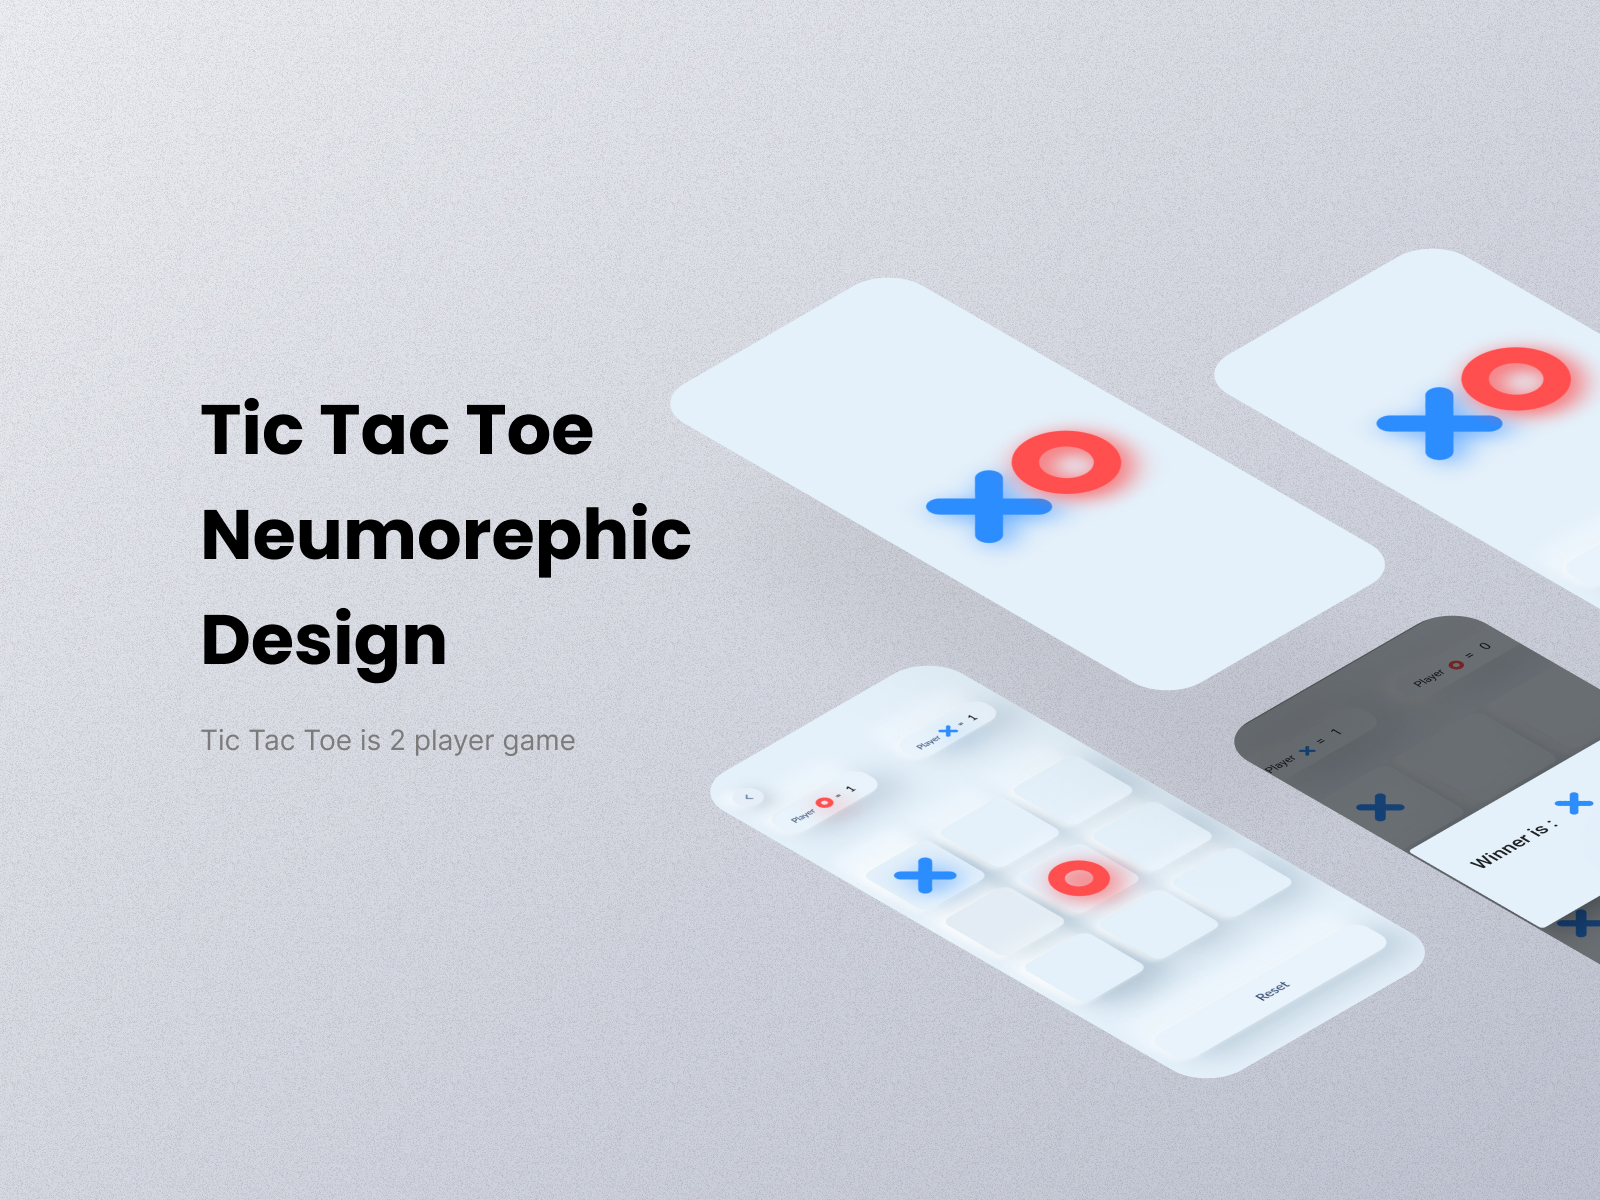 Tic Tac Toe
Neumorephic
Design
Tic Tac Toe is 2 player game
Player = 1
Player = 1
Reset
Player = 0
Player = 1
Winner is :